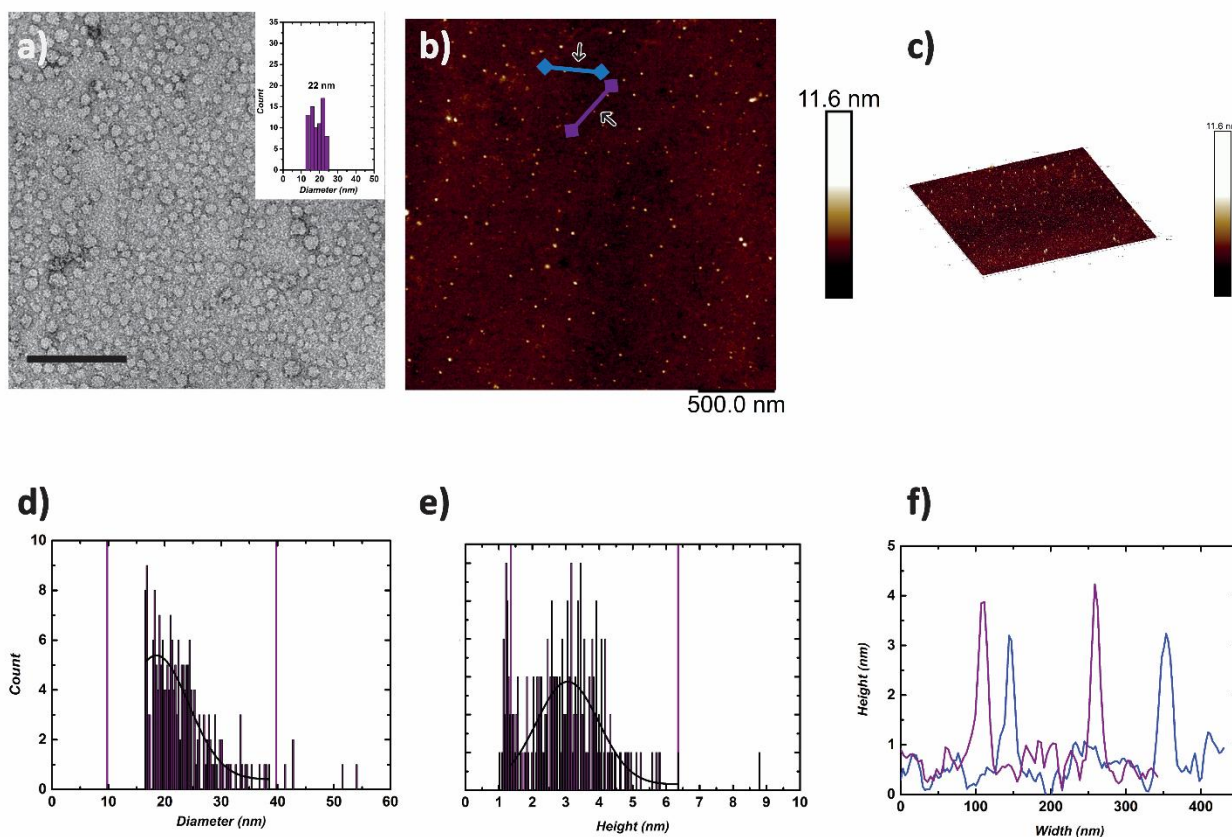 a)
35
30
25
20
15
10
5
0
Count
22 nm
0 10 20 30 40 50
Diameter (nm)
b)
500.0 nm
11.6 nm
c)
11.6 nm
d)
10
8
6
4
2
0
Count
0 10 20 30 40 50 60
Diameter (nm)
e)
0 1 2 3 4 5 6 7 8 9 10
Height (nm)
f)
5
4
3
2
1
0
Height (nm)
0 100 200 300 400
Width (nm)